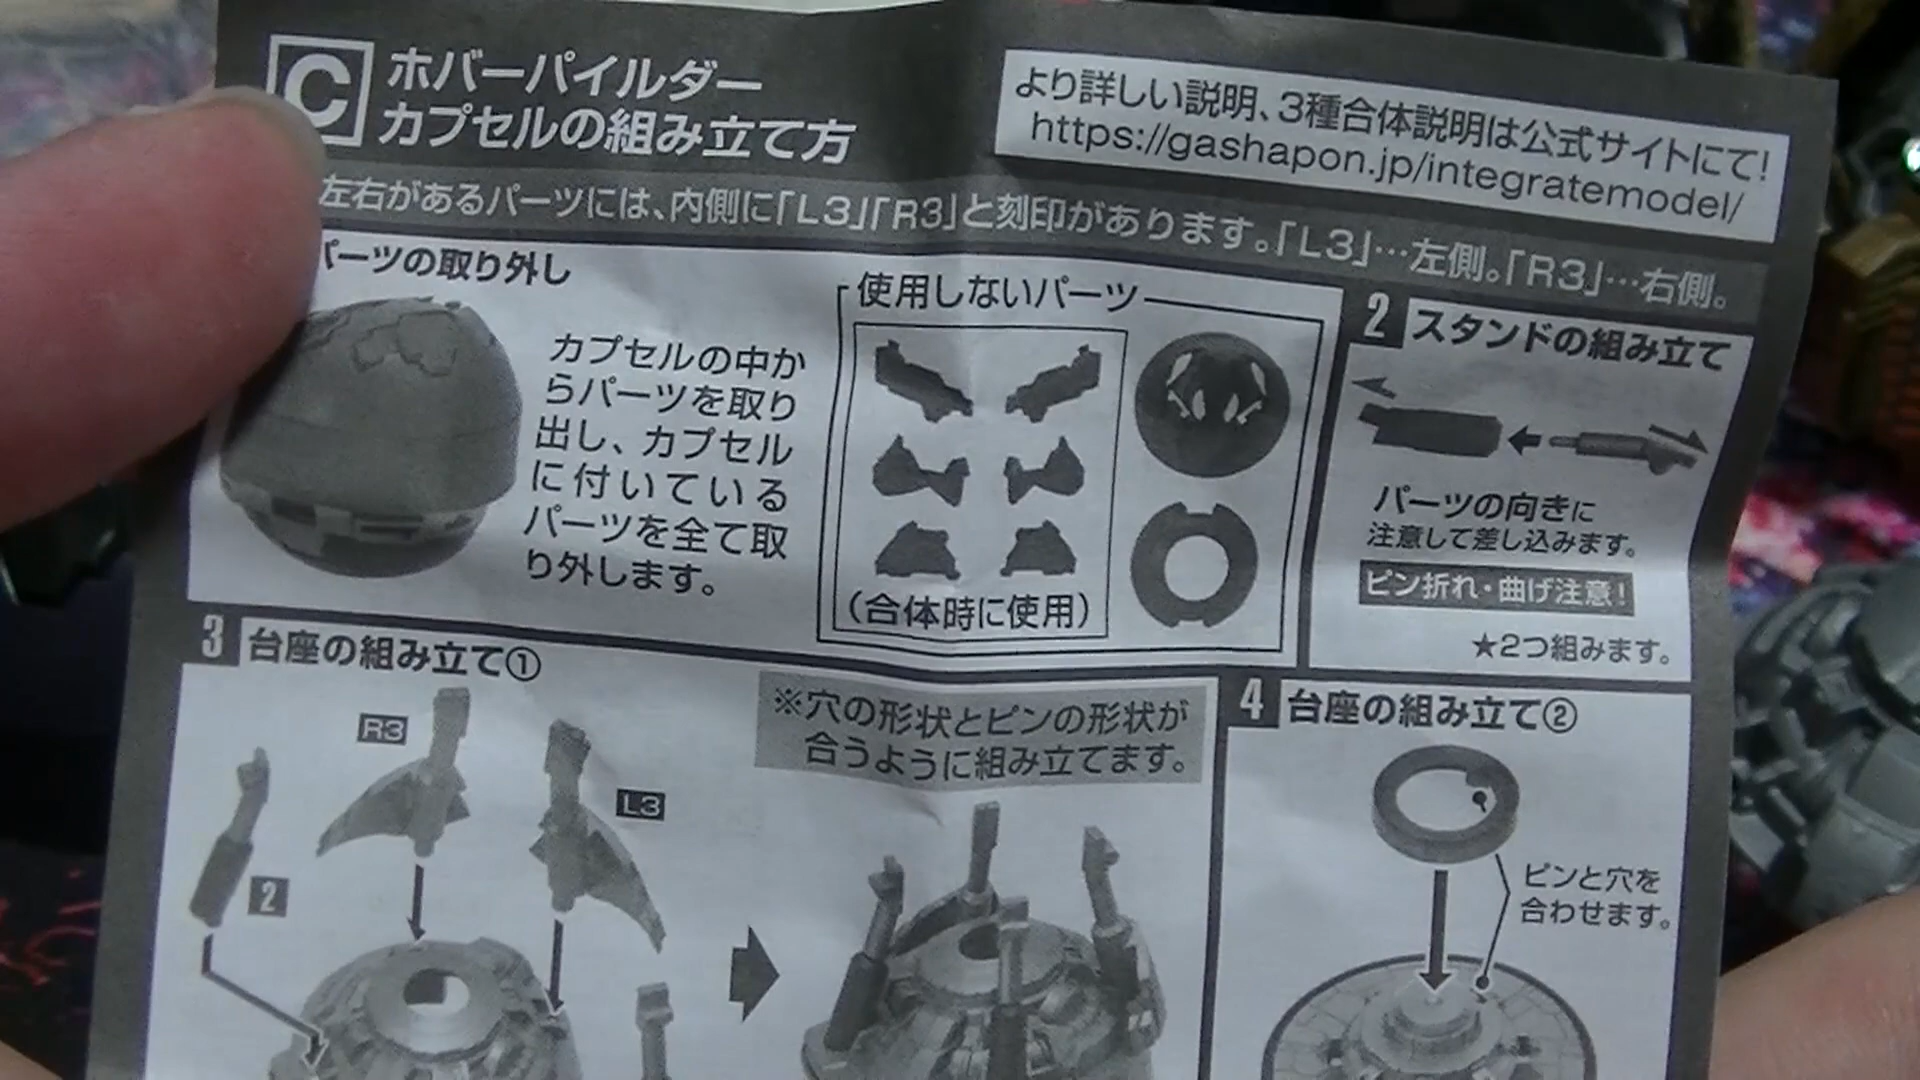 C
ホバーパイルダー
カプセルの組み立て方
より詳しい説明、3種合体説明は公式サイトにて!
https://gashapon.jp/integratemodel/
左右があるパーツには、内側に「L3」「R3」と刻印があります。「L3」…左側。「R3」…右側。
パーツの取り外し
カプセルの中か
らパーツを取り
出し、カプセル
に付いている
パーツを全て取
り外します。
使用しないパーツ
(合体時に使用)
2 スタンドの組み立て
パーツの向きに
注意して差し込みます。
ピン折れ・曲げ注意!
★2つ組みます。
3 台座の組み立て①
R3
L3
2
※穴の形状とピンの形状が
合うように組み立てます。
4 台座の組み立て②
ピンと穴を
合わせます。